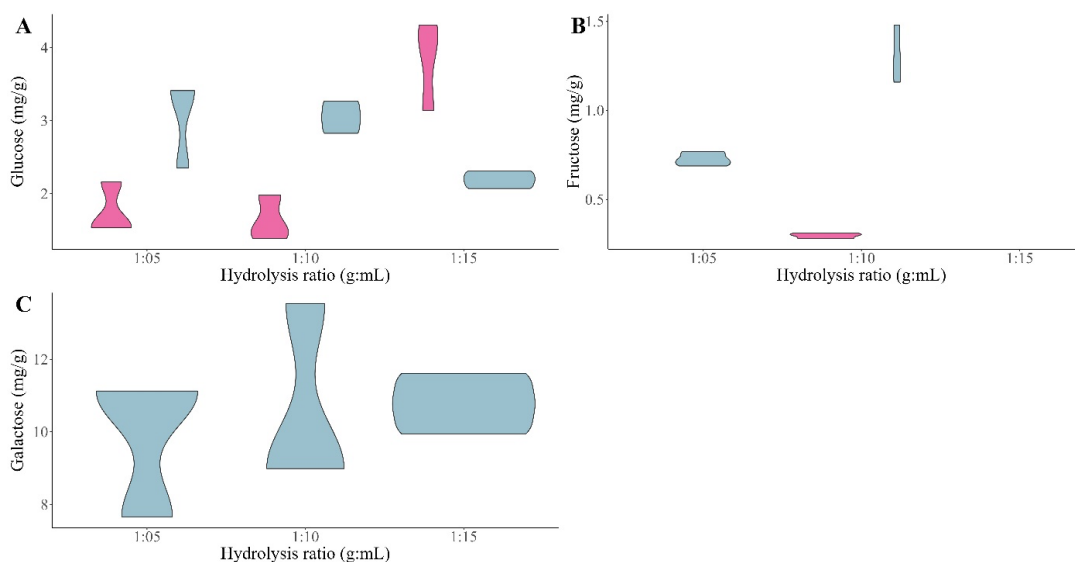 A
Glucose (mg/g)
4
3
2
1:05
1:10
1:15
Hydrolysis ratio (g:mL)
B
Fructose (mg/g)
1.5
1.0
0.5
1:05
1:10
1:15
Hydrolysis ratio (g:mL)
C
Galactose (mg/g)
12
10
8
1:05
1:10
1:15
Hydrolysis ratio (g:mL)